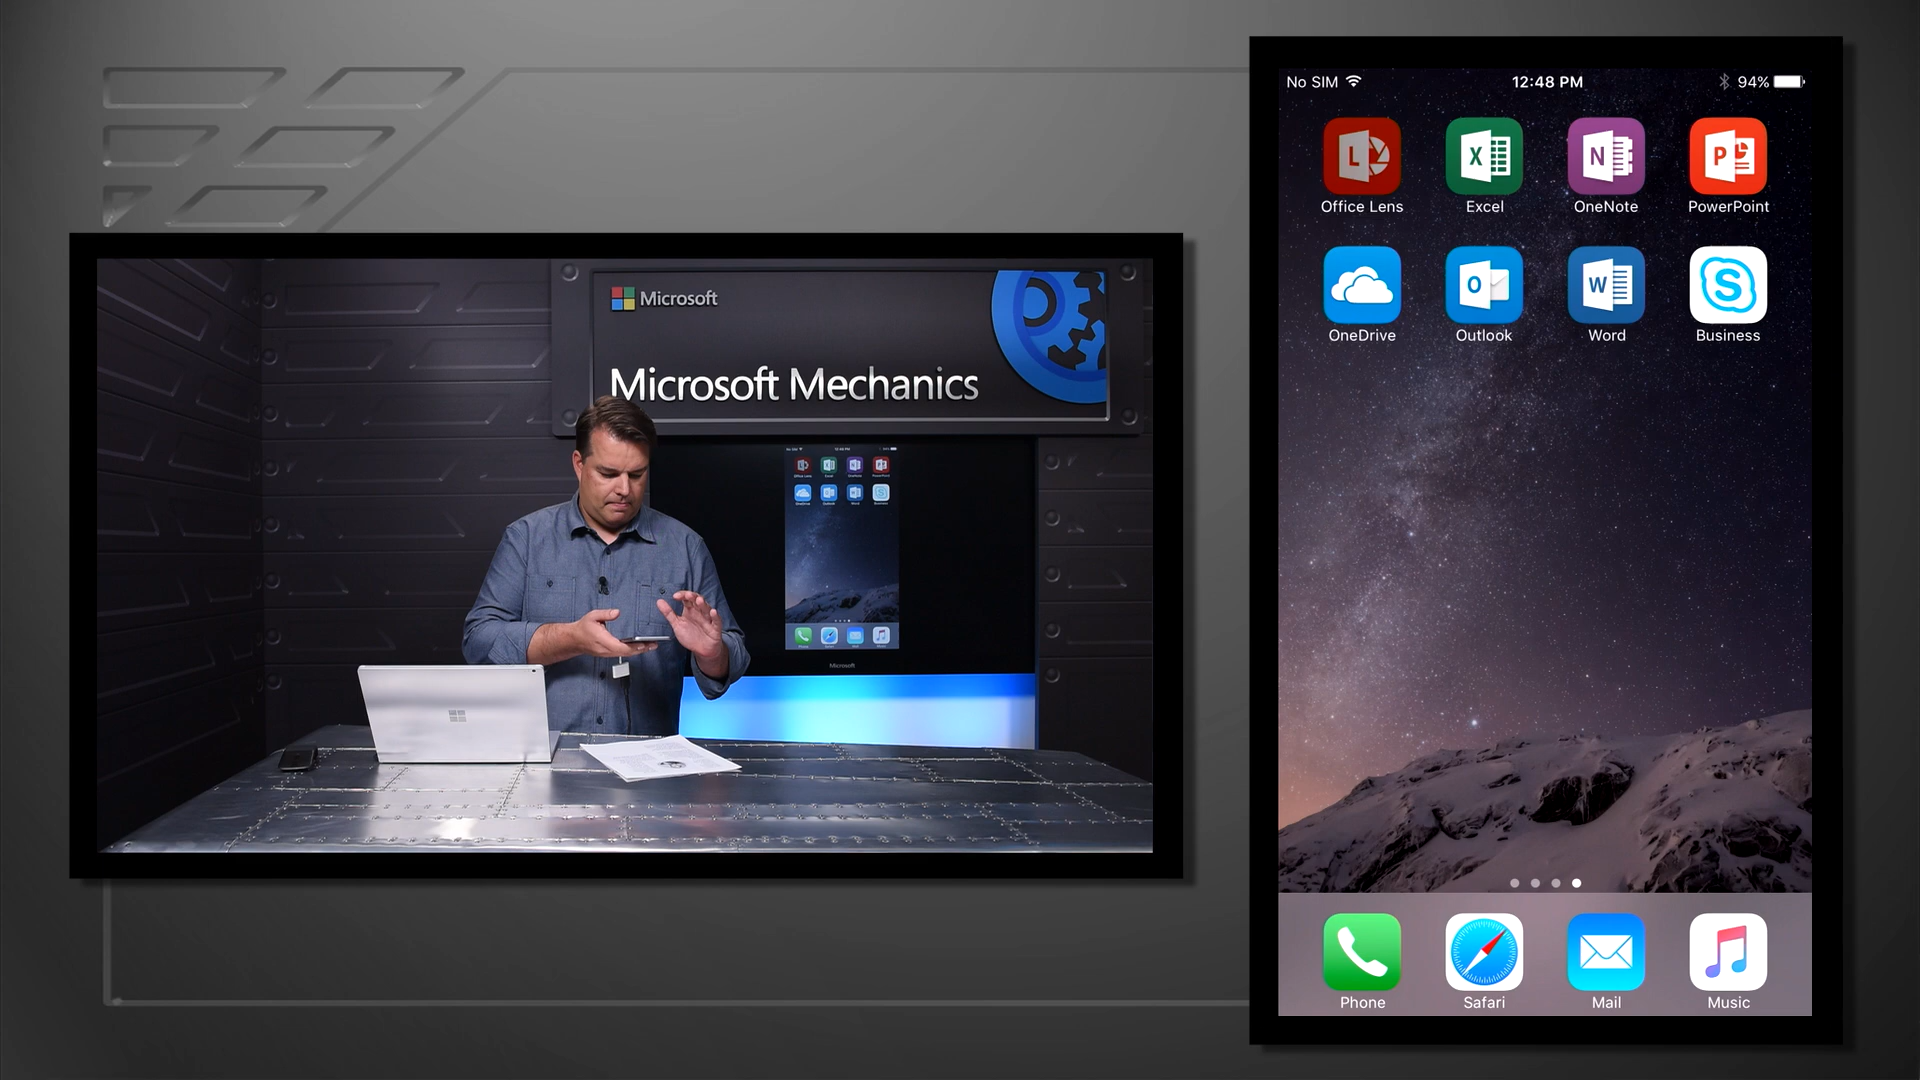 Microsoft
Microsoft Mechanics
Microsoft
No SIM 12:48 PM 94%
Office Lens Excel OneNote PowerPoint
OneDrive Outlook Word Business
Phone Safari Mail Music